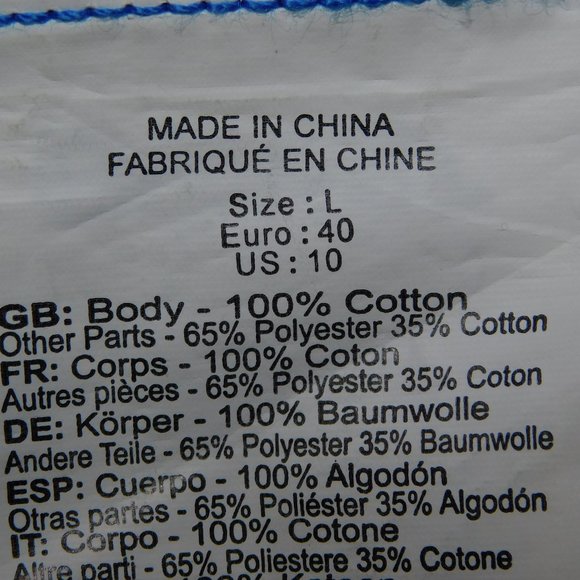 MADE IN CHINA
FABRIQUÉ EN CHINE
Size : L
Euro : 40
US : 10
GB: Body - 100% Cotton
Other Parts - 65% Polyester 35% Cotton
FR: Corps - 100% Coton
Autres pièces - 65% Polyester 35% Coton
DE: Körper - 100% Baumwolle
Andere Teile - 65% Polyester 35% Baumwolle
ESP: Cuerpo - 100% Algodón
Otras partes - 65% Poliéster 35% Algodón
IT: Corpo - 100% Cotone
Altre parti - 65% Poliestere 35% Cotone